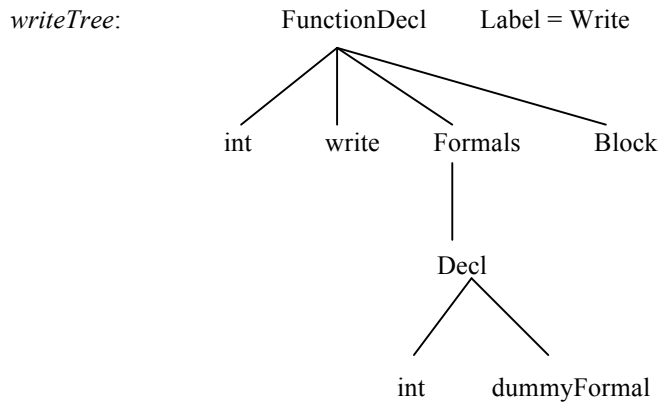 writeTree: FunctionDecl Label = Write
int write Formals Block
Decl
int dummyFormal